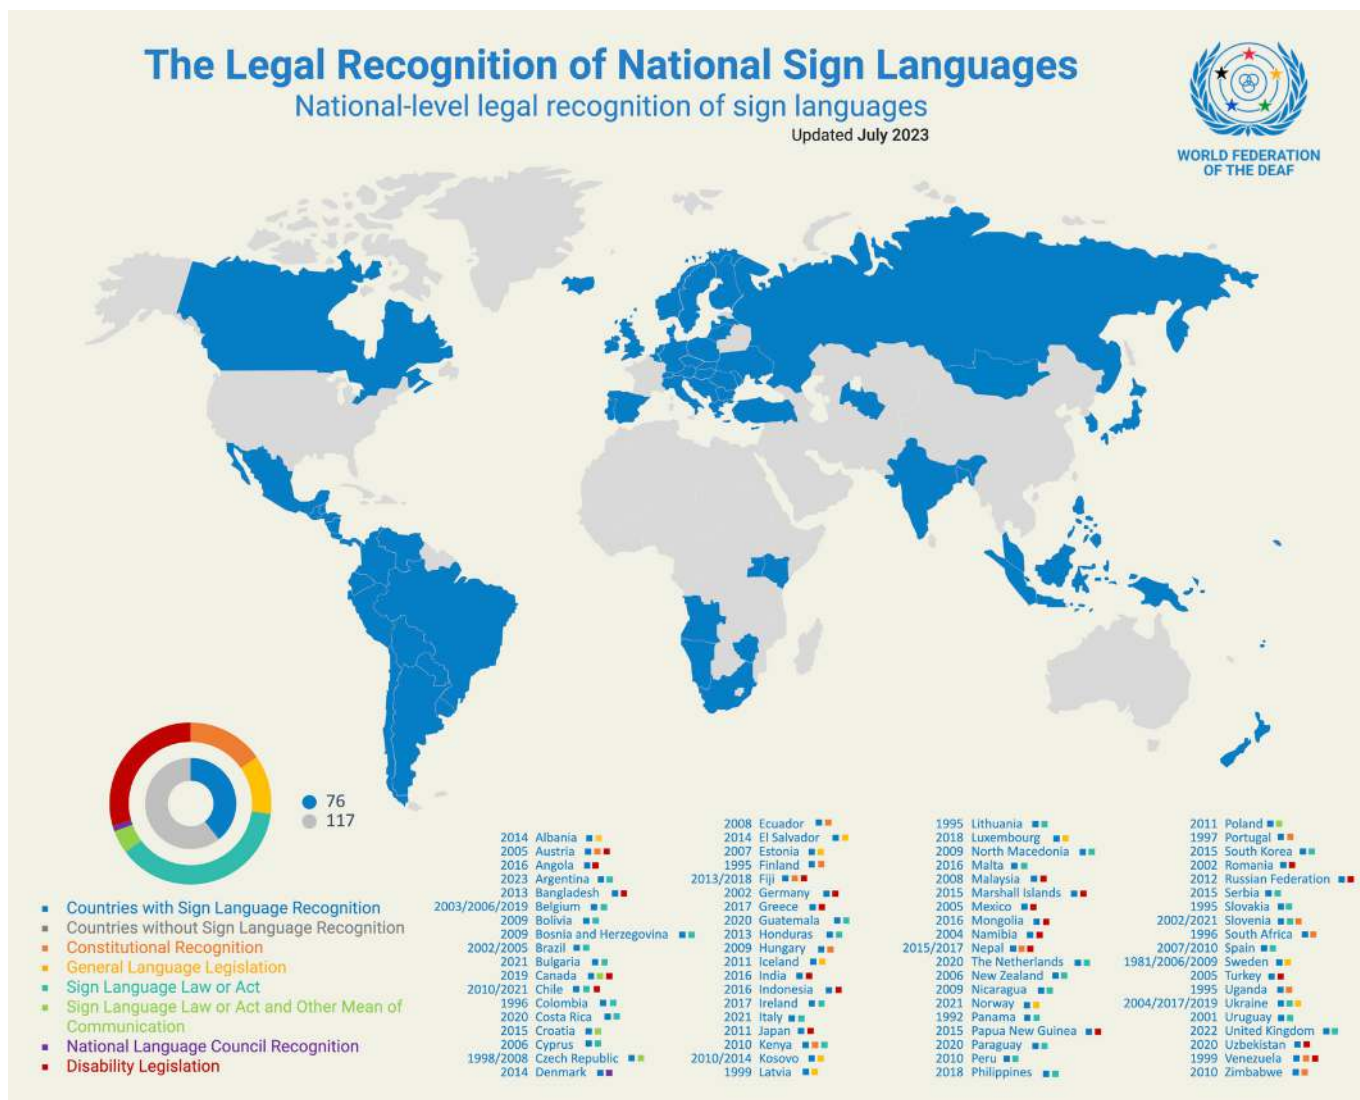 The Legal Recognition of National Sign Languages
National-level legal recognition of sign languages
Updated July 2023
WORLD FEDERATION
OF THE DEAF
76
117
Countries with Sign Language Recognition
Countries without Sign Language Recognition
Constitutional Recognition
General Language Legislation
Sign Language Law or Act
Sign Language Law or Act and Other Mean of
Communication
National Language Council Recognition
Disability Legislation
2014 Albania
2005 Austria
2016 Angola
2023 Argentina
2013 Bangladesh
2003/2006/2019 Belgium
2009 Bolivia
2009 Bosnia and Herzegovina
2002/2005 Brazil
2021 Bulgaria
2019 Canada
2010/2021 Chile
1996 Colombia
2020 Costa Rica
2015 Croatia
2006 Cyprus
1998/2008 Czech Republic
2014 Denmark
2008 Ecuador
2014 El Salvador
2007 Estonia
1995 Finland
2013/2018 Fiji
2002 Germany
2017 Greece
2020 Guatemala
2013 Honduras
2009 Hungary
2011 Iceland
2016 India
2016 Indonesia
2017 Ireland
2021 Italy
2011 Japan
2010 Kenya
2010/2014 Kosovo
1999 Latvia
1995 Lithuania
2018 Luxembourg
2009 North Macedonia
2016 Malta
2008 Malaysia
2015 Marshall Islands
2005 Mexico
2016 Mongolia
2004 Namibia
2015/2017 Nepal
2020 The Netherlands
2006 New Zealand
2009 Nicaragua
2021 Norway
1992 Panama
2015 Papua New Guinea
2020 Paraguay
2010 Peru
2018 Philippines
2011 Poland
1997 Portugal
2015 South Korea
2002 Romania
2012 Russian Federation
2015 Serbia
1995 Slovakia
2002/2021 Slovenia
1996 South Africa
2007/2010 Spain
1981/2006/2009 Sweden
2005 Turkey
1995 Uganda
2004/2017/2019 Ukraine
2001 Uruguay
2022 United Kingdom
2020 Uzbekistan
1999 Venezuela
2010 Zimbabwe